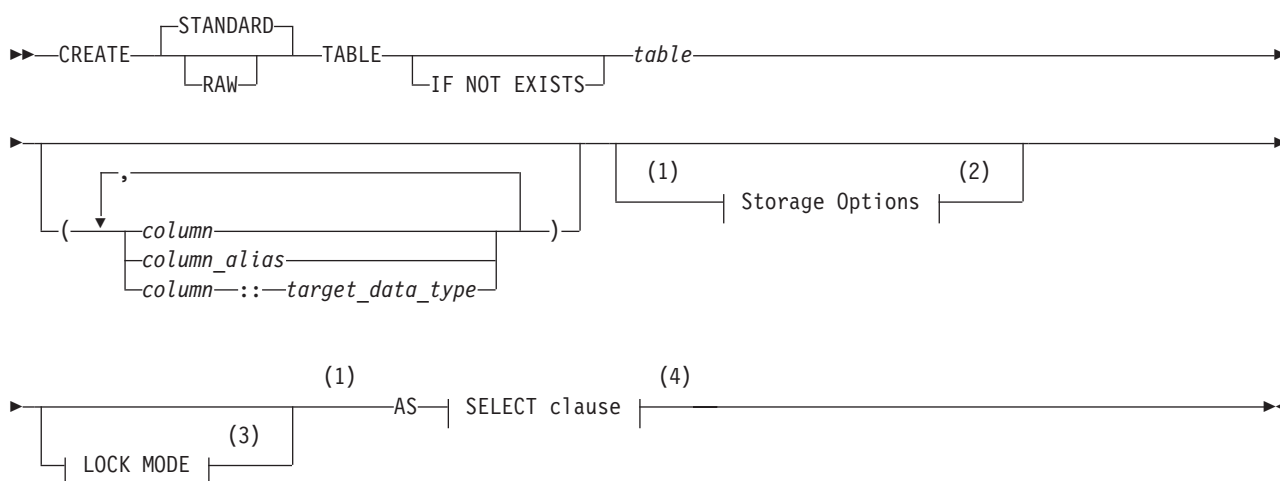 STANDARD
CREATE TABLE table
RAW IF NOT EXISTS
(1) (2)
,
Storage Options
( column )
column_alias
column :: target_data_type
(1) (4)
AS SELECT clause
(3)
LOCK MODE